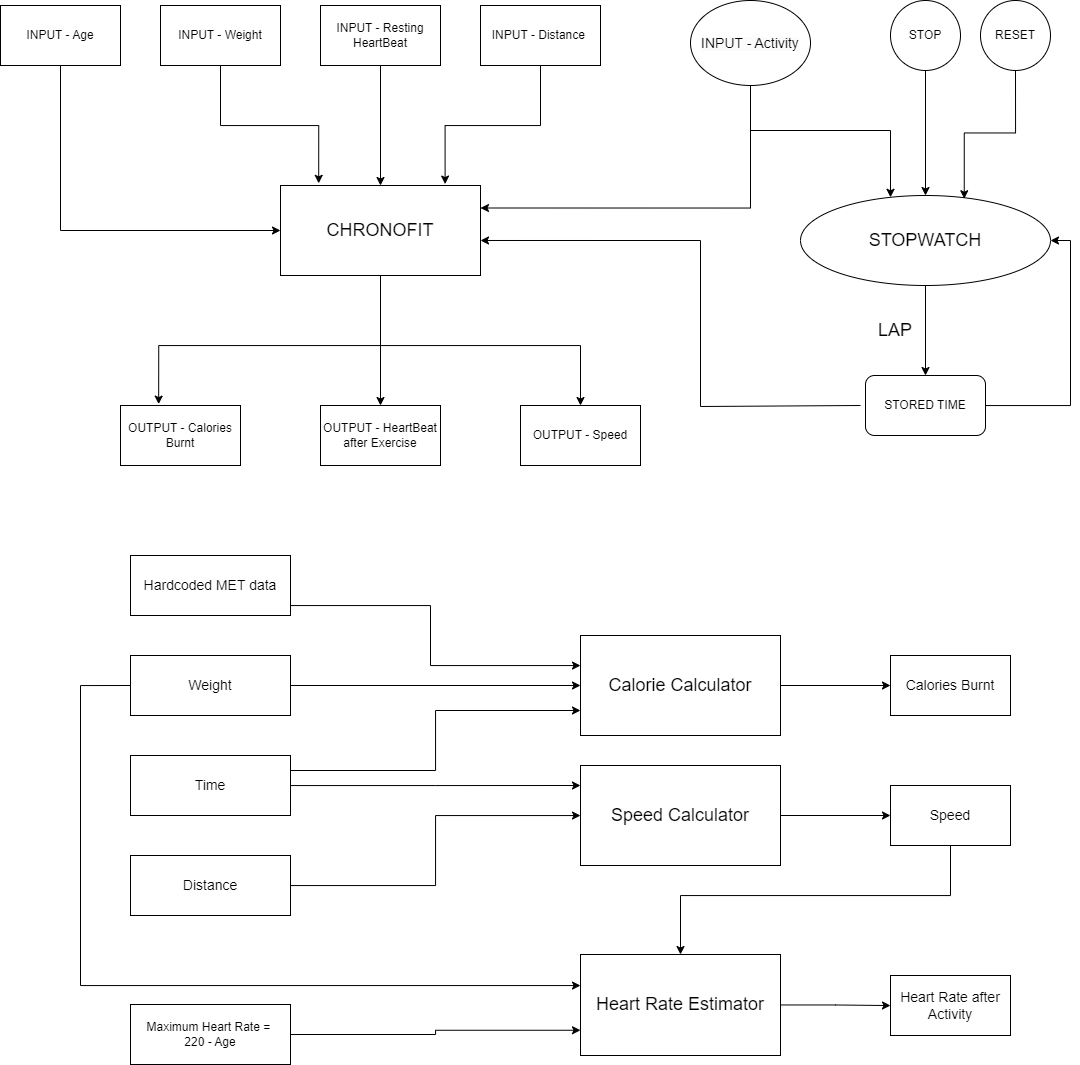 INPUT - Age
INPUT - Weight
INPUT - Resting
HeartBeat
INPUT - Distance
INPUT - Activity
STOP
RESET
CHRONOFIT
STOPWATCH
LAP
STORED TIME
OUTPUT - Calories
Burnt
OUTPUT - HeartBeat
after Exercise
OUTPUT - Speed
Hardcoded MET data
Weight
Calorie Calculator
Calories Burnt
Time
Speed Calculator
Speed
Distance
Heart Rate Estimator
Heart Rate after
Activity
Maximum Heart Rate =
220 - Age